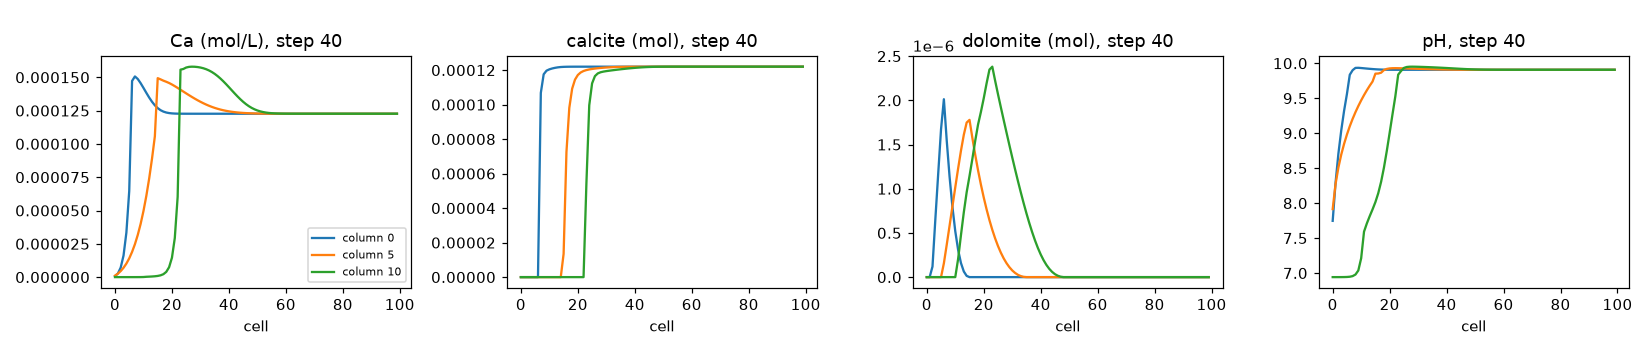 Ca (mol/L), step 40
0.000150
0.000125
0.000100
0.000075
0.000050
0.000025
0.000000
column 0
column 5
column 10
0 20 40 60 80 100
cell
calcite (mol), step 40
0.00012
0.00010
0.00008
0.00006
0.00004
0.00002
0.00000
0 20 40 60 80 100
cell
1e−6 dolomite (mol), step 40
2.5
2.0
1.5
1.0
0.5
0.0
0 20 40 60 80 100
cell
pH, step 40
10.0
9.5
9.0
8.5
8.0
7.5
7.0
0 20 40 60 80 100
cell